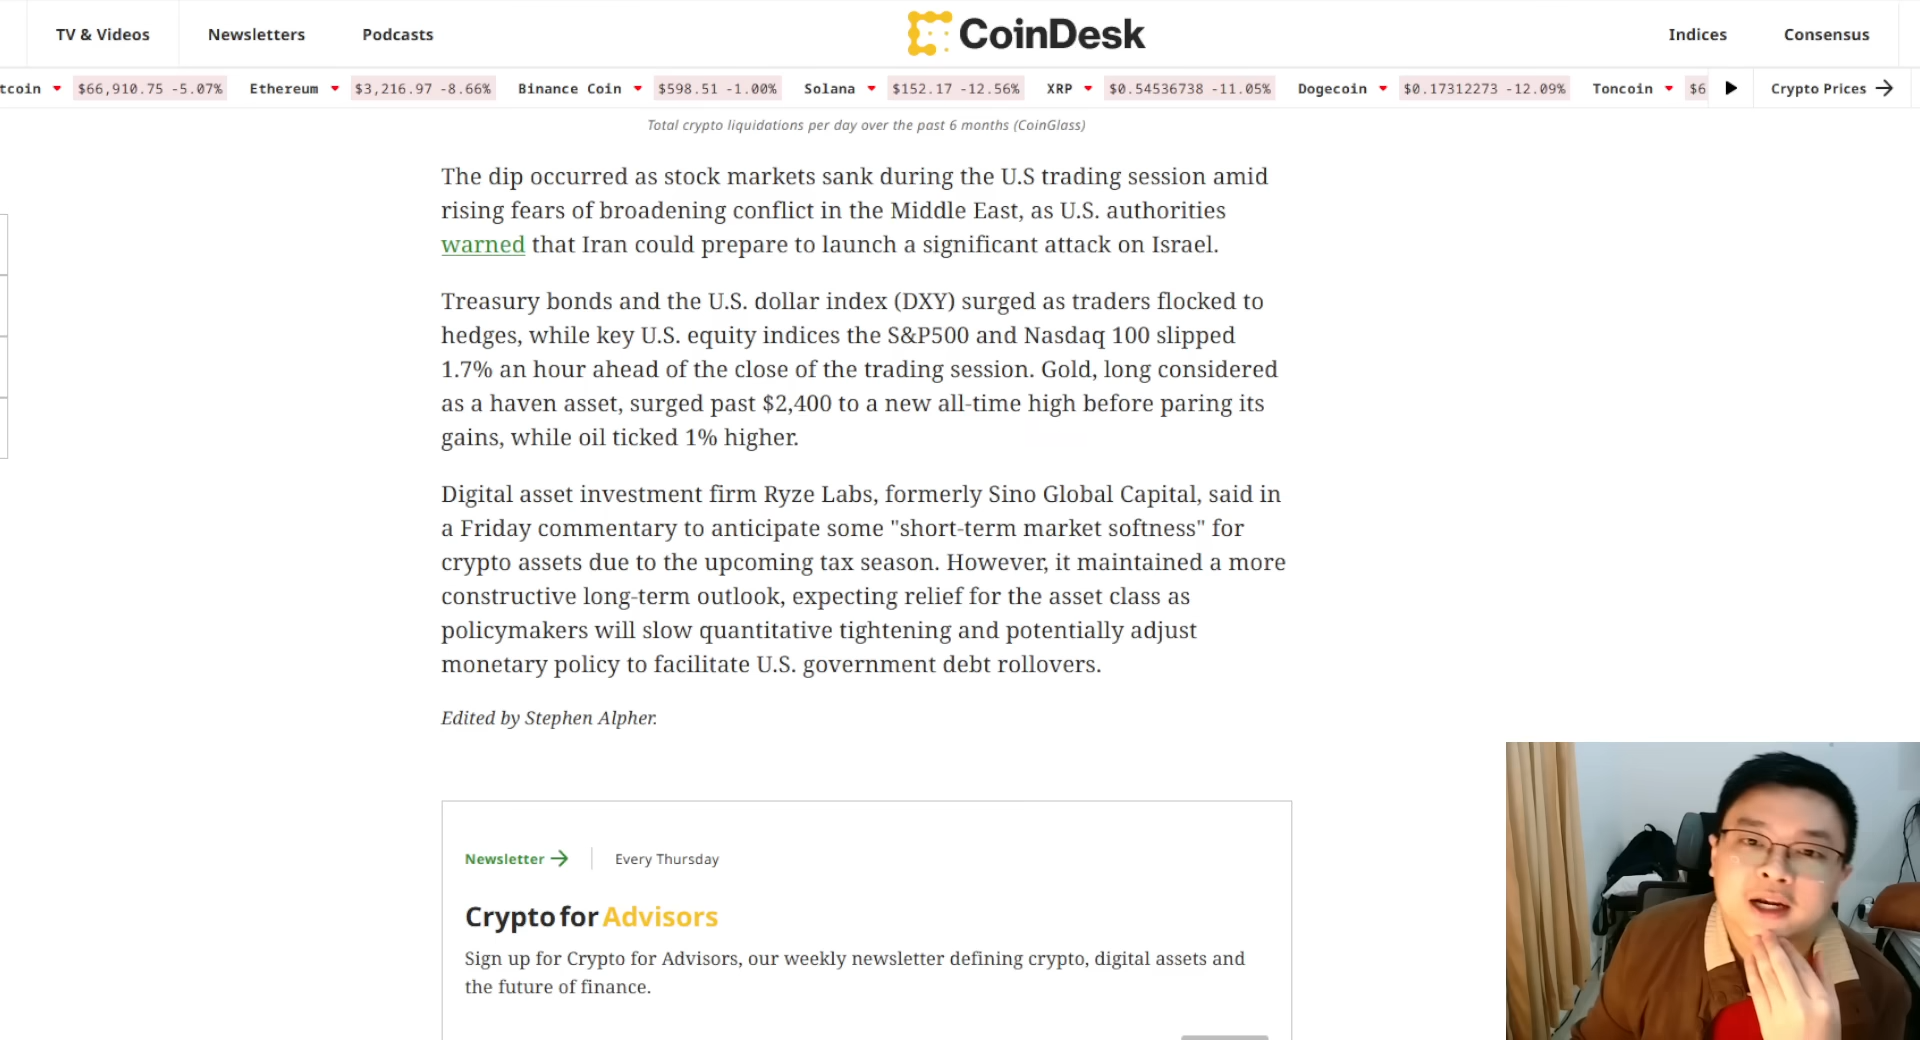 TV & Videos
Newsletters
Podcasts
CoinDesk
Indices
Consensus
tcoin $66,910.75 -5.07% Ethereum $3,216.97 -8.66% Binance Coin $598.51 -1.00% Solana $152.17 -12.56% XRP $0.54536738 -11.05% Dogecoin $0.17312273 -12.09% Toncoin $6
Crypto Prices
Total crypto liquidations per day over the past 6 months (CoinGlass)
The dip occurred as stock markets sank during the U.S trading session amid
rising fears of broadening conflict in the Middle East, as U.S. authorities
warned that Iran could prepare to launch a significant attack on Israel.
Treasury bonds and the U.S. dollar index (DXY) surged as traders flocked to
hedges, while key U.S. equity indices the S&P500 and Nasdaq 100 slipped
1.7% an hour ahead of the close of the trading session. Gold, long considered
as a haven asset, surged past $2,400 to a new all-time high before paring its
gains, while oil ticked 1% higher.
Digital asset investment firm Ryze Labs, formerly Sino Global Capital, said in
a Friday commentary to anticipate some "short-term market softness" for
crypto assets due to the upcoming tax season. However, it maintained a more
constructive long-term outlook, expecting relief for the asset class as
policymakers will slow quantitative tightening and potentially adjust
monetary policy to facilitate U.S. government debt rollovers.
Edited by Stephen Alpher.
Newsletter
Every Thursday
Crypto for Advisors
Sign up for Crypto for Advisors, our weekly newsletter defining crypto, digital assets and
the future of finance.